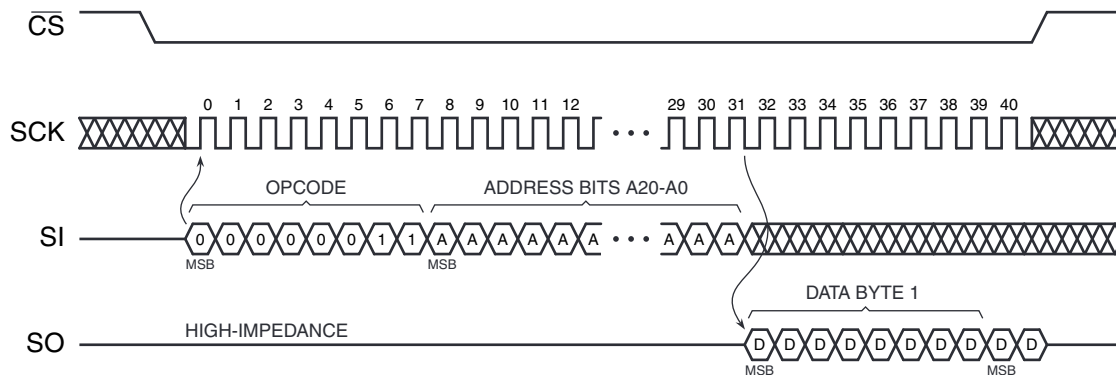 CS
SCK
0 1 2 3 4 5 6 7 8 9 10 11 12 29 30 31 32 33 34 35 36 37 38 39 40
OPCODE ADDRESS BITS A20-A0
SI
0 0 0 0 0 0 1 1 A A A A A A A A A
MSB MSB
DATA BYTE 1
SO
HIGH-IMPEDANCE
D D D D D D D D D D
MSB MSB